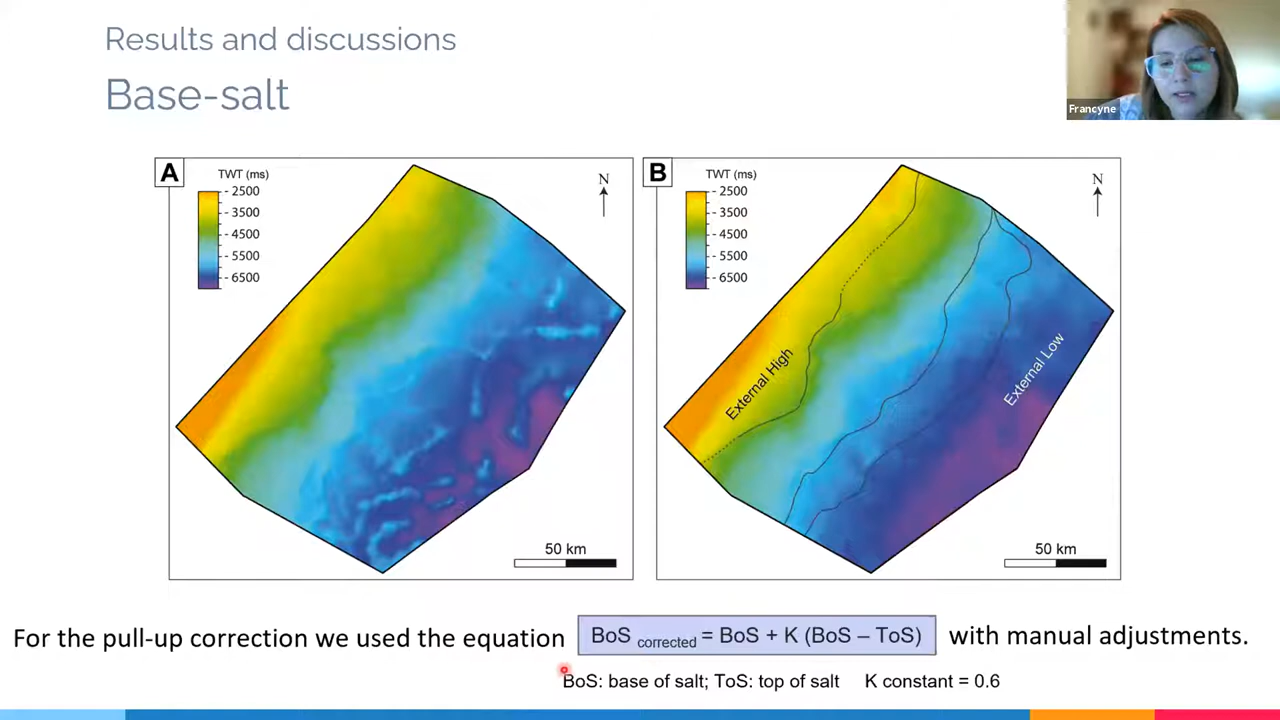 Results and discussions
Base-salt
Francyne
A
TWT (ms)
- 2500
- 3500
- 4500
- 5500
- 6500
N
50 km
B
TWT (ms)
- 2500
- 3500
- 4500
- 5500
- 6500
N
External High
External Low
50 km
For the pull-up correction we used the equation BoS corrected = BoS + K (BoS – ToS) with manual adjustments.
BoS: base of salt; ToS: top of salt K constant = 0.6